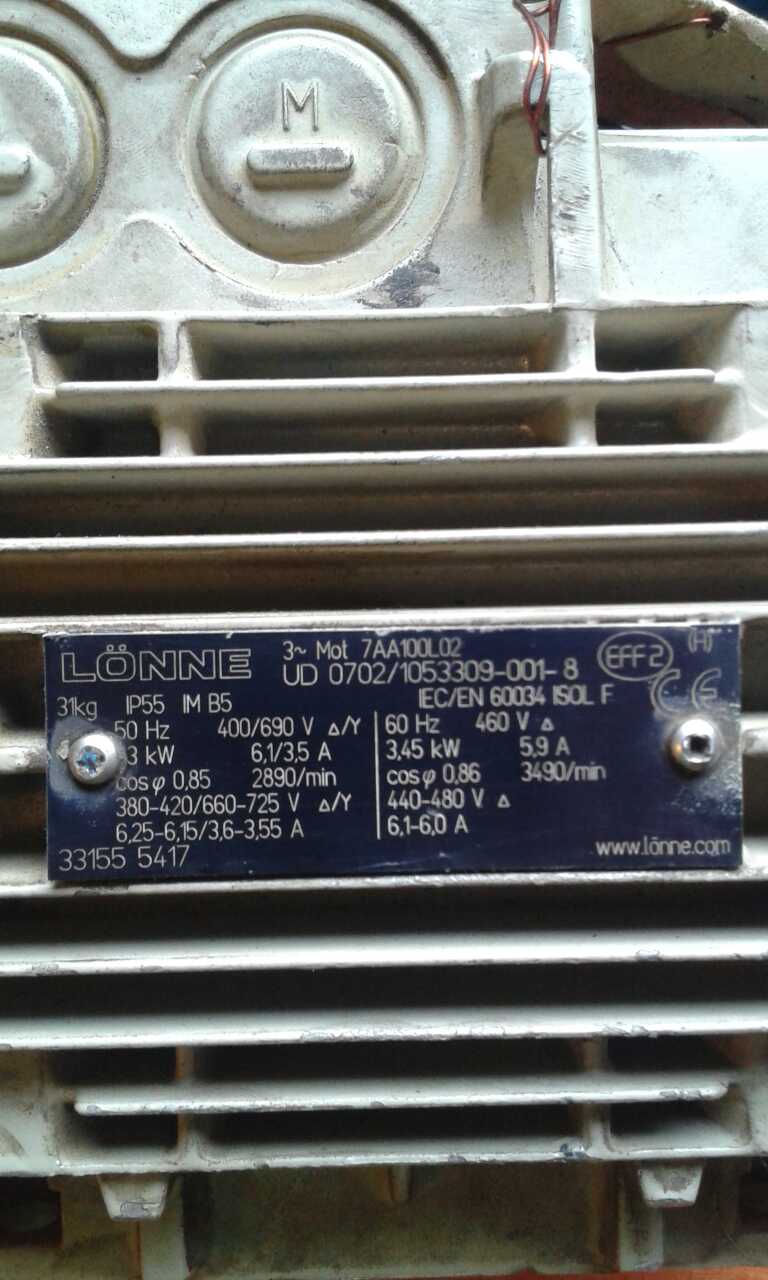 M
LÖNNE
3~ Mot 7AA100L02
UD 0702/1053309-001-8
EFF2
(H)
31kg IP55 IM B5 IEC/EN 60034 ISOL F
CE
50 Hz 400/690 V Δ/Y
3 kW 6,1/3,5 A
cos φ 0,85 2890/min
380-420/660-725 V Δ/Y
6,25-6,15/3,6-3,55 A
60 Hz 460 V Δ
3,45 kW 5,9 A
cos φ 0,86 3490/min
440-480 V Δ
6,1-6,0 A
33155 5417
www.lönne.com